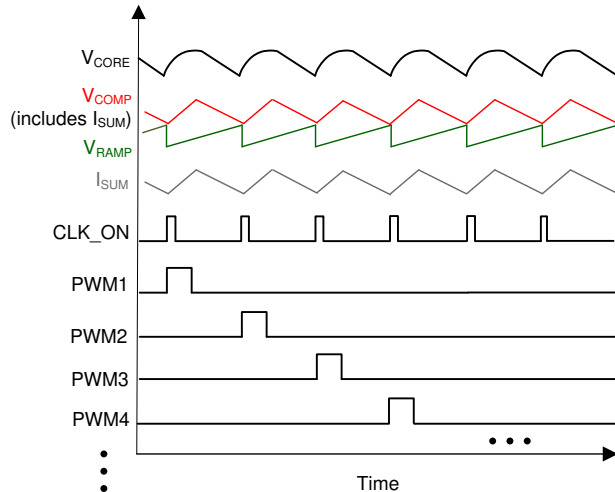 VCORE
VCOMP
(includes ISUM)
VRAMP
ISUM
CLK_ON
PWM1
PWM2
PWM3
PWM4
Time